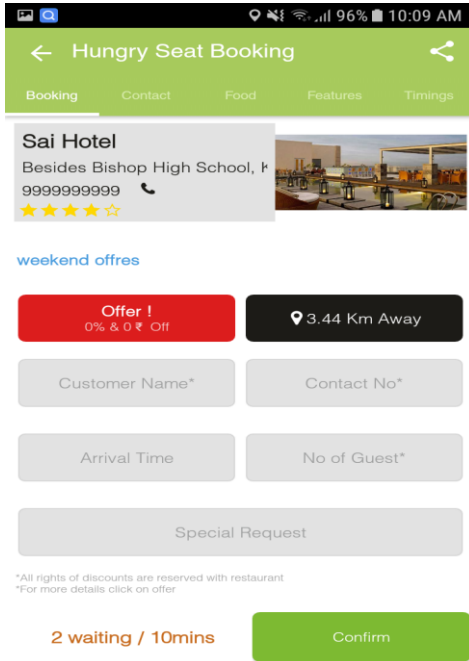 96% 10:09 AM
Hungry Seat Booking
Booking Contact Food Features Timings
Sai Hotel
Besides Bishop High School,
9999999999
weekend offres
Offer !
0% & 0 ₹ Off
3.44 Km Away
Customer Name* Contact No*
Arrival Time No of Guest*
Special Request
*All rights of discounts are reserved with restaurant
*For more details click on offer
2 waiting / 10mins
Confirm